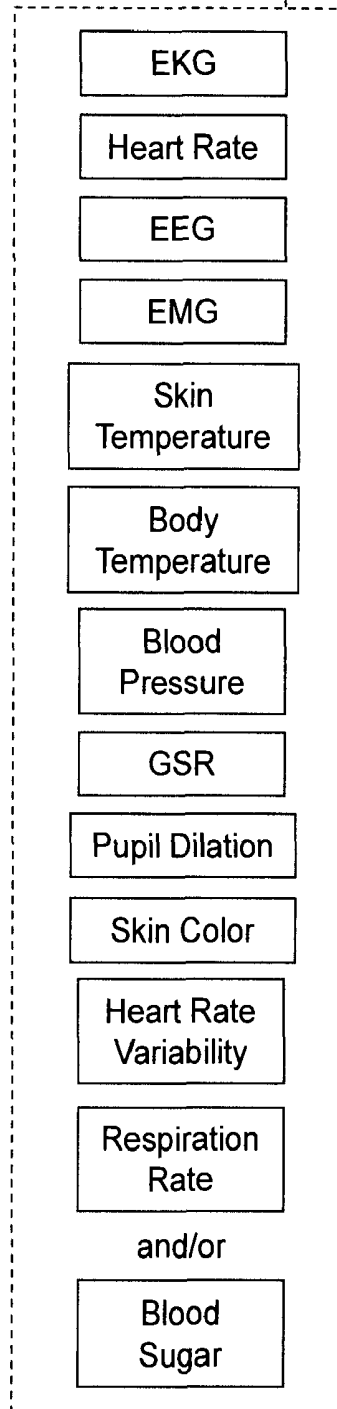 EKG
Heart Rate
EEG
EMG
Skin
Temperature
Body
Temperature
Blood
Pressure
GSR
Pupil Dilation
Skin Color
Heart Rate
Variability
Respiration
Rate
and/or
Blood
Sugar